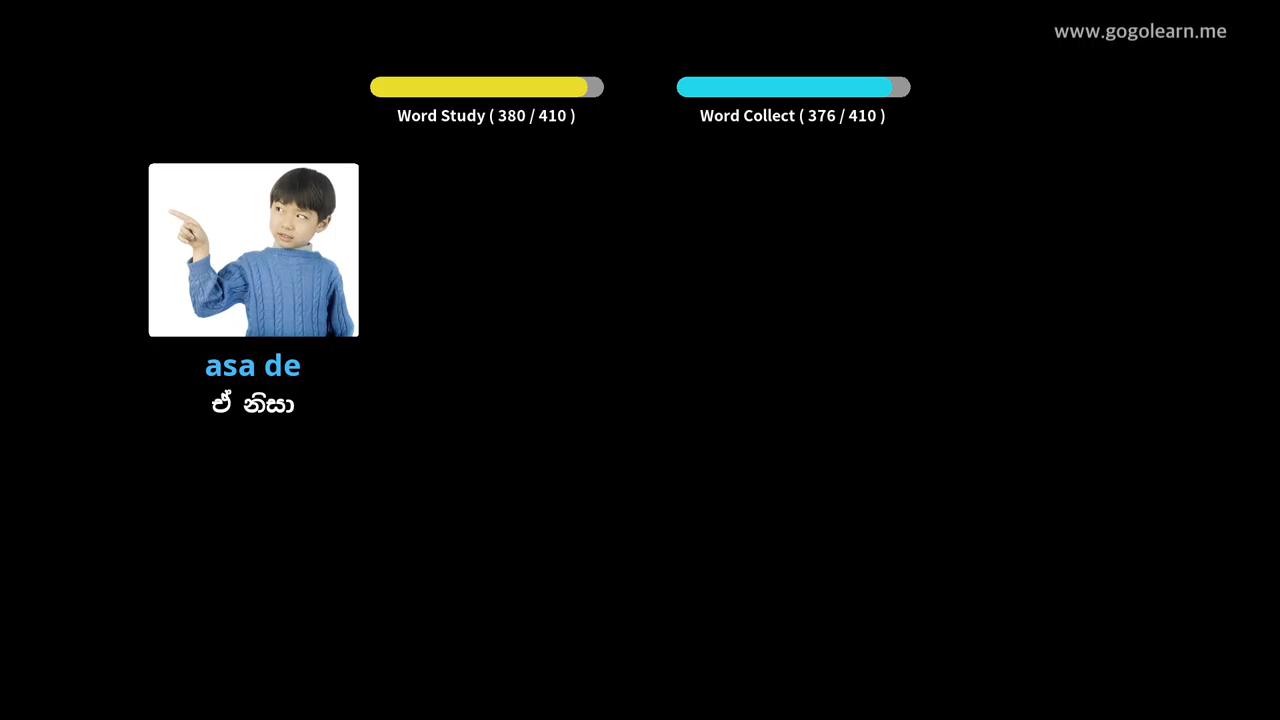 www.gogolearn.me
Word Study ( 380 / 410 )
Word Collect ( 376 / 410 )
asa de
ඒ නිසා